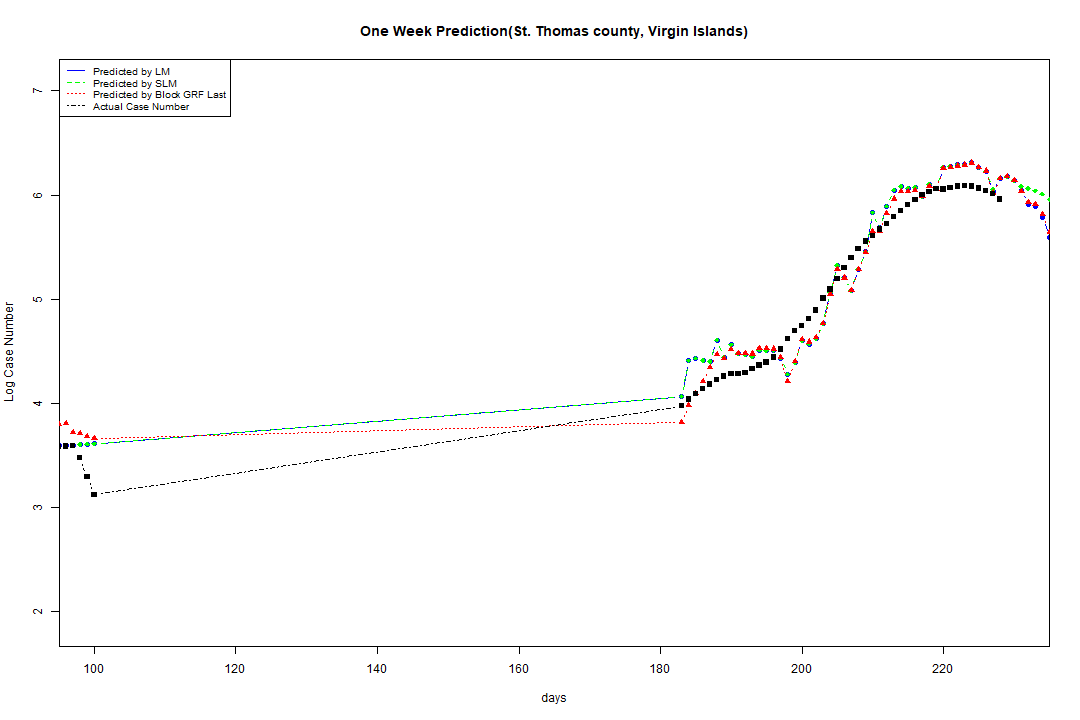 One Week Prediction(St. Thomas county, Virgin Islands)
Predicted by LM
Predicted by SLM
Predicted by Block GRF Last
Actual Case Number
7
6
5
4
3
2
Log Case Number
100 120 140 160 180 200 220
days